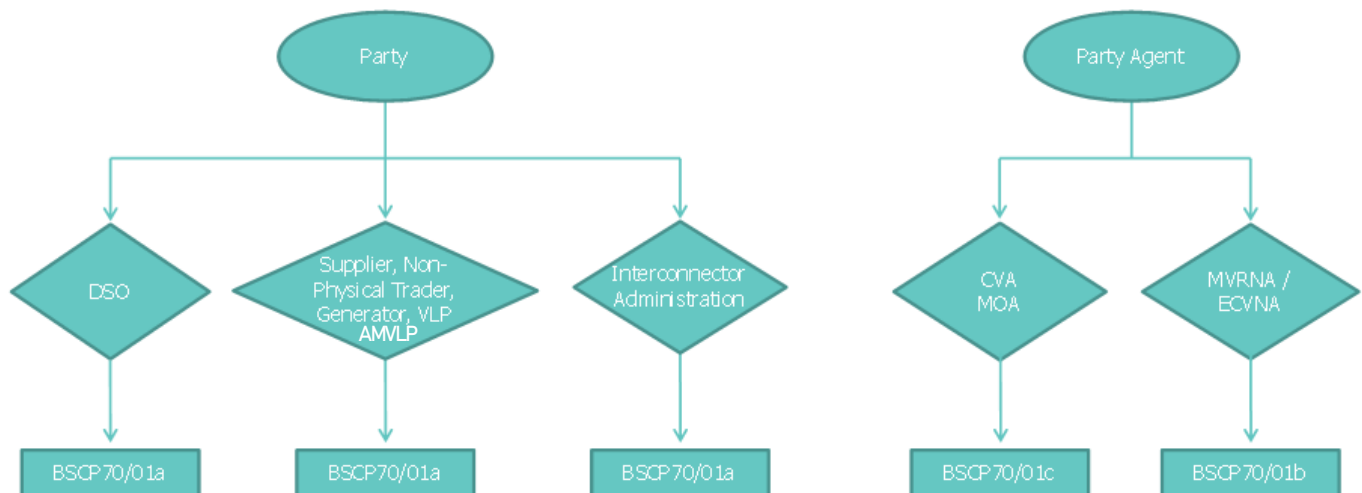 Party
Party Agent
DSO
Supplier, Non-
Physical Trader,
Generator, VLP
AMVLP
Interconnector
Administration
CVA
MOA
MVRNA /
ECVNA
BSCP70/01a
BSCP70/01a
BSCP70/01a
BSCP70/01c
BSCP70/01b